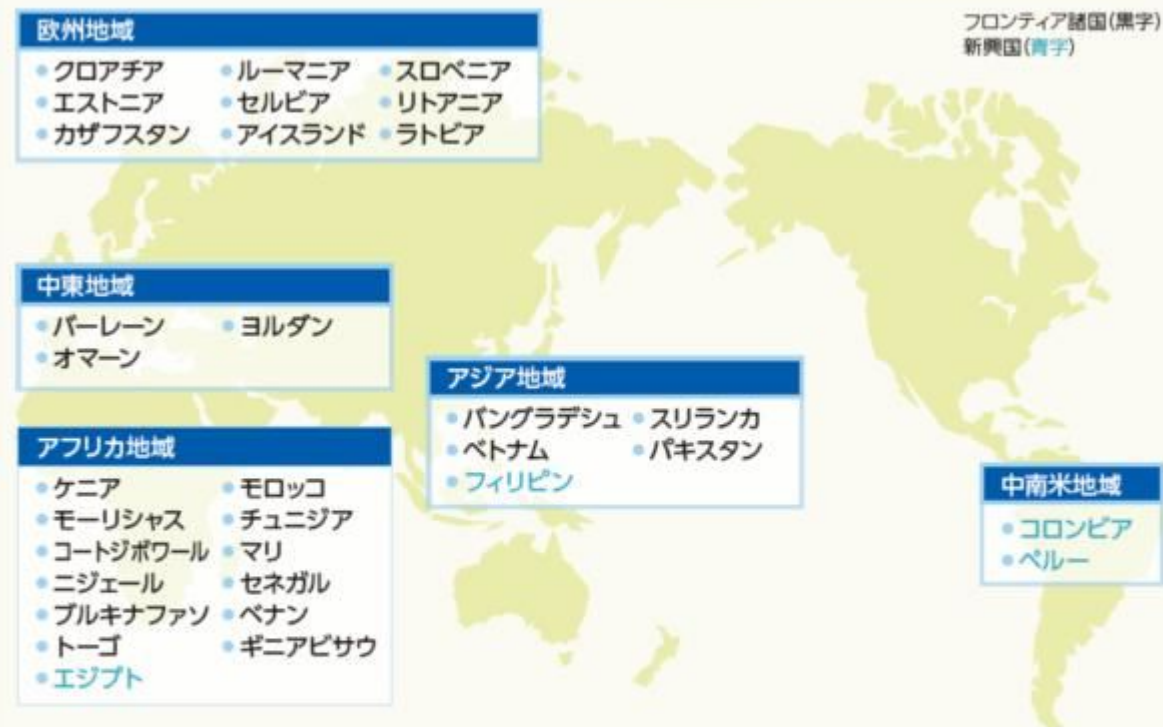 フロンティア諸国(黒字)
新興国(青字)
欧州地域
クロアチア ルーマニア スロベニア
エストニア セルビア リトアニア
カザフスタン アイスランド ラトビア
中東地域
バーレーン ヨルダン
オマーン
アジア地域
バングラデシュ スリランカ
ベトナム パキスタン
フィリピン
アフリカ地域
ケニア モロッコ
モーリシャス チュニジア
コートジボワール マリ
ニジェール セネガル
ブルキナファソ ベナン
トーゴ ギニアビサウ
エジプト
中南米地域
コロンビア
ペルー